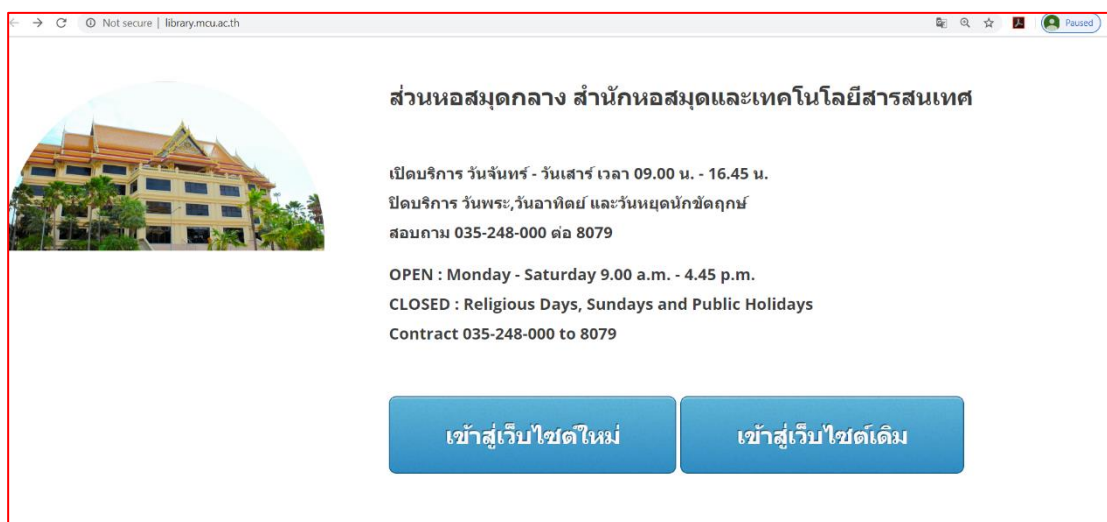 Not secure | library.mcu.ac.th
Paused
ส่วนหอสมุดกลาง สำนักหอสมุดและเทคโนโลยีสารสนเทศ
เปิดบริการ วันจันทร์ - วันเสาร์ เวลา 09.00 น. - 16.45 น.
ปิดบริการ วันพระ,วันอาทิตย์ และวันหยุดนักขัตฤกษ์
สอบถาม 035-248-000 ต่อ 8079
OPEN : Monday - Saturday 9.00 a.m. - 4.45 p.m.
CLOSED : Religious Days, Sundays and Public Holidays
Contract 035-248-000 to 8079
เข้าสู่เว็บไซต์ใหม่
เข้าสู่เว็บไซต์เดิม